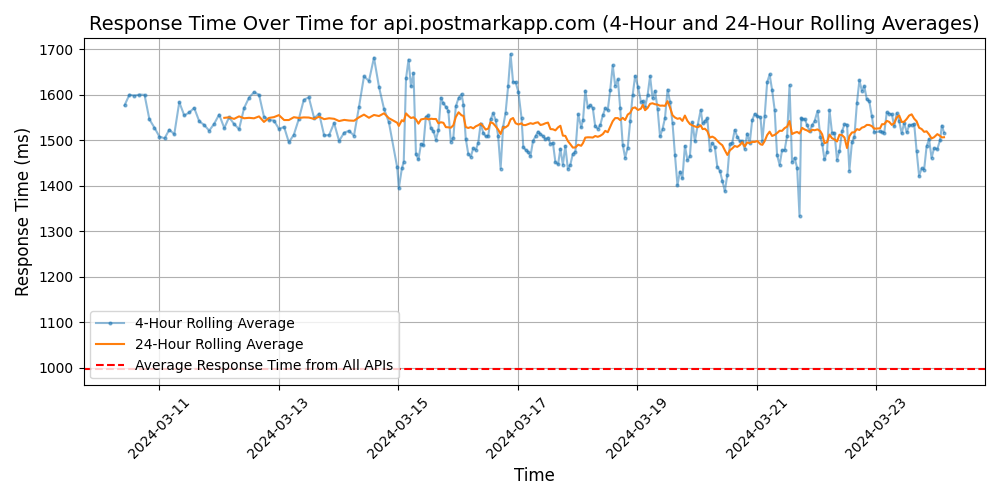 Response Time Over Time for api.postmarkapp.com (4-Hour and 24-Hour Rolling Averages)
Response Time (ms)
1700
1600
1500
1400
1300
1200
1100
1000
4-Hour Rolling Average
24-Hour Rolling Average
Average Response Time from All APIs
2024-03-11
2024-03-13
2024-03-15
2024-03-17
2024-03-19
2024-03-21
2024-03-23
Time